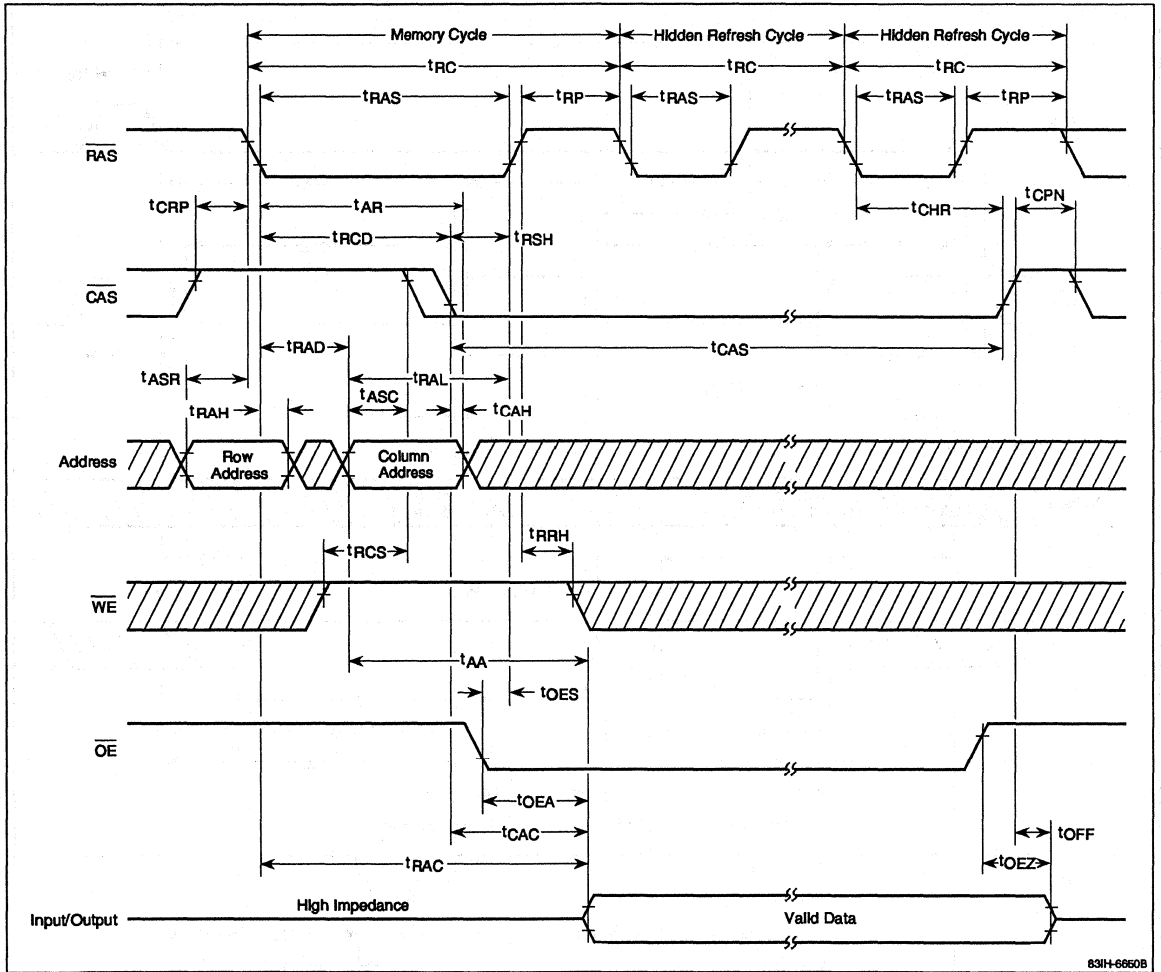 Memory Cycle Hidden Refresh Cycle Hidden Refresh Cycle
tRC tRC tRC
tRAS tRP tRAS tRAS tRP
RAS
tCRP tAR tCHR tCPN
tRCD tRSH
CAS
tRAD tCAS
tASR tRAL
tASC
tRAH tCAH
Address Row Address Column Address
tRRH
tRCS
WE
tAA
tOES
OE
tOEA
tCAC tOFF
tRAC tOEZ
High Impedance
Input/Output Valid Data
83IH-6650B